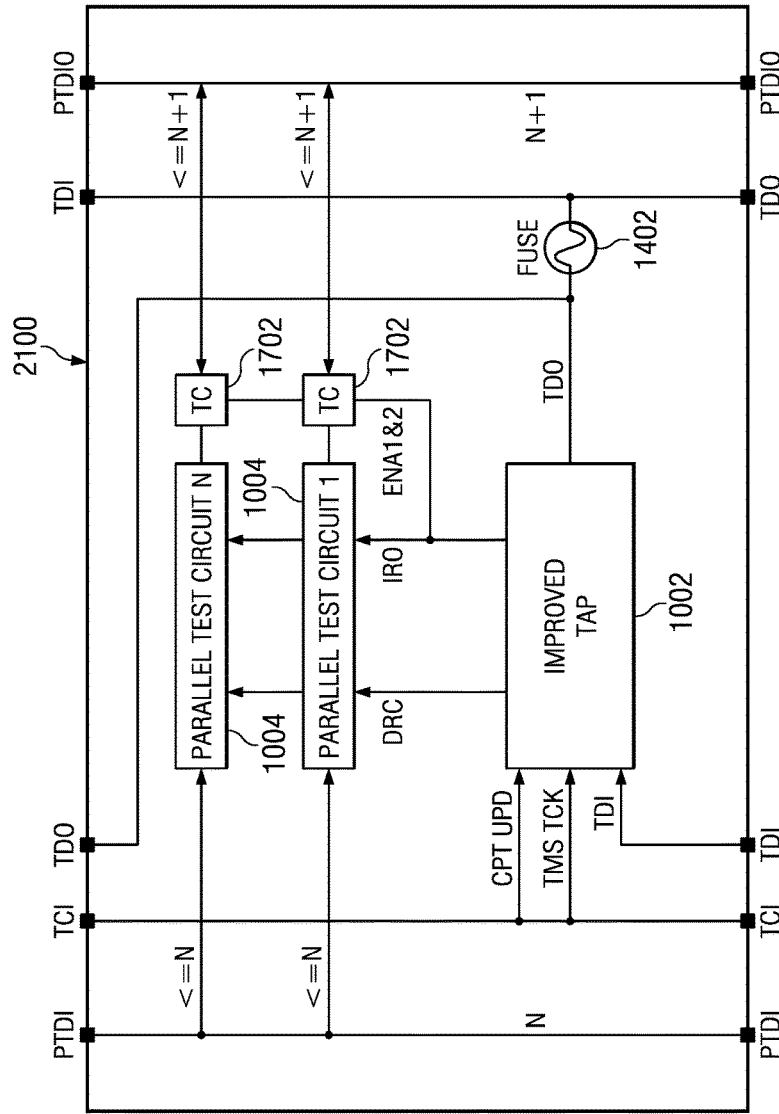 2100
PTDI
TCI
TDO
TDI
PTDIO
<=N
<=N+1
PARALLEL TEST CIRCUIT N
TC
1004
1702
<=N
<=N+1
PARALLEL TEST CIRCUIT 1
TC
1004
1702
DRC
IRO
ENA1&2
FUSE
1402
CPT UPD
TMS TCK
TDI
IMPROVED
TAP
TDO
1002
N
N+1
PTDI
TCI
TDI
TDO
PTDIO